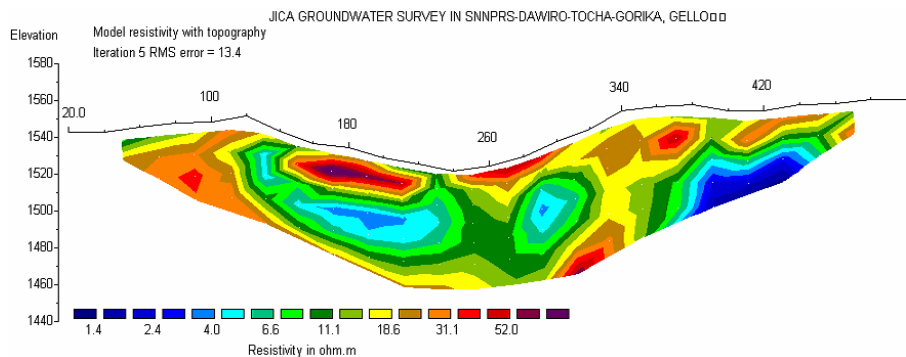 JICA GROUNDWATER SURVEY IN SNNPRS-DAWIRO-TOCHA-GORIKA, GELLO□□
Elevation
Model resistivity with topography
Iteration 5 RMS error = 13.4
1580
1560
1540
1520
1500
1480
1460
1440
20.0
100
180
260
340
420
1.4 2.4 4.0 6.6 11.1 18.6 31.1 52.0
Resistivity in ohm.m